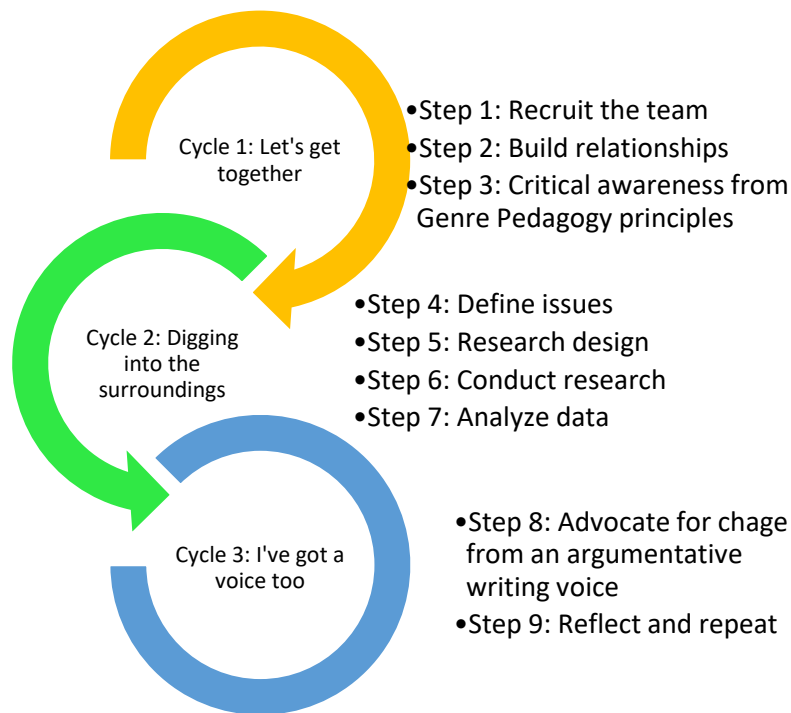 Cycle 1: Let's get
together
•Step 1: Recruit the team
•Step 2: Build relationships
•Step 3: Critical awareness from
Genre Pedagogy principles
Cycle 2: Digging
into the
surroundings
•Step 4: Define issues
•Step 5: Research design
•Step 6: Conduct research
•Step 7: Analyze data
Cycle 3: I've got a
voice too
•Step 8: Advocate for chage
from an argumentative
writing voice
•Step 9: Reflect and repeat